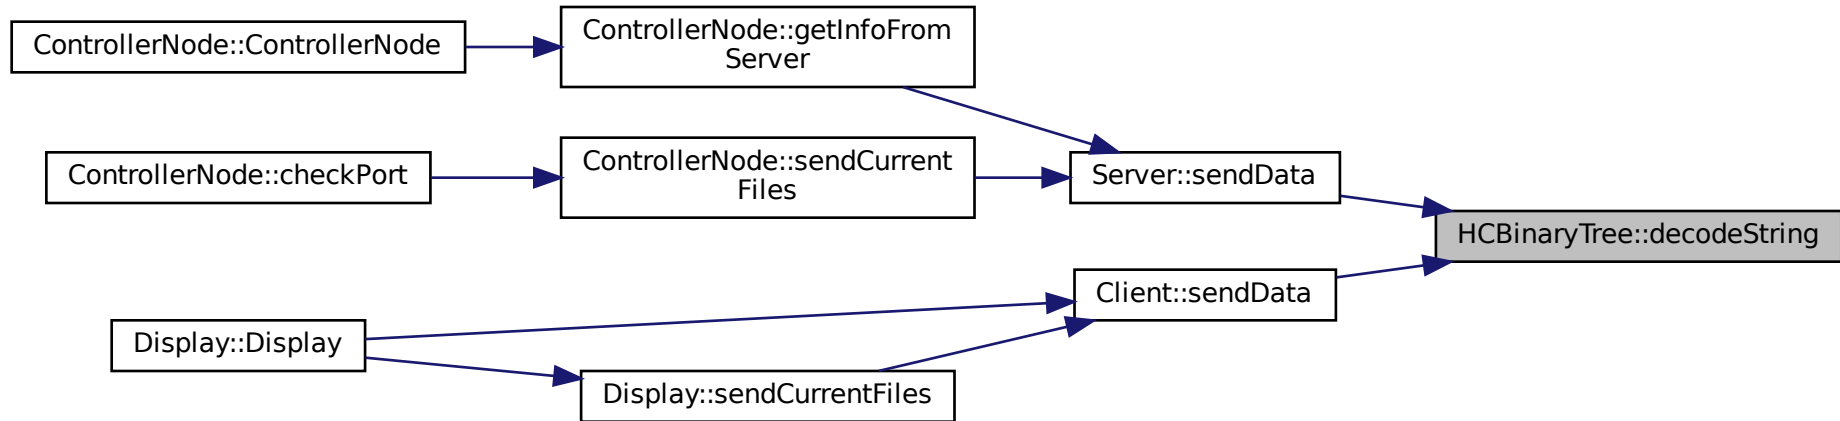 ControllerNode::ControllerNode
ControllerNode::getInfoFrom
Server
ControllerNode::checkPort
ControllerNode::sendCurrent
Files
Server::sendData
HCBinaryTree::decodeString
Client::sendData
Display::Display
Display::sendCurrentFiles